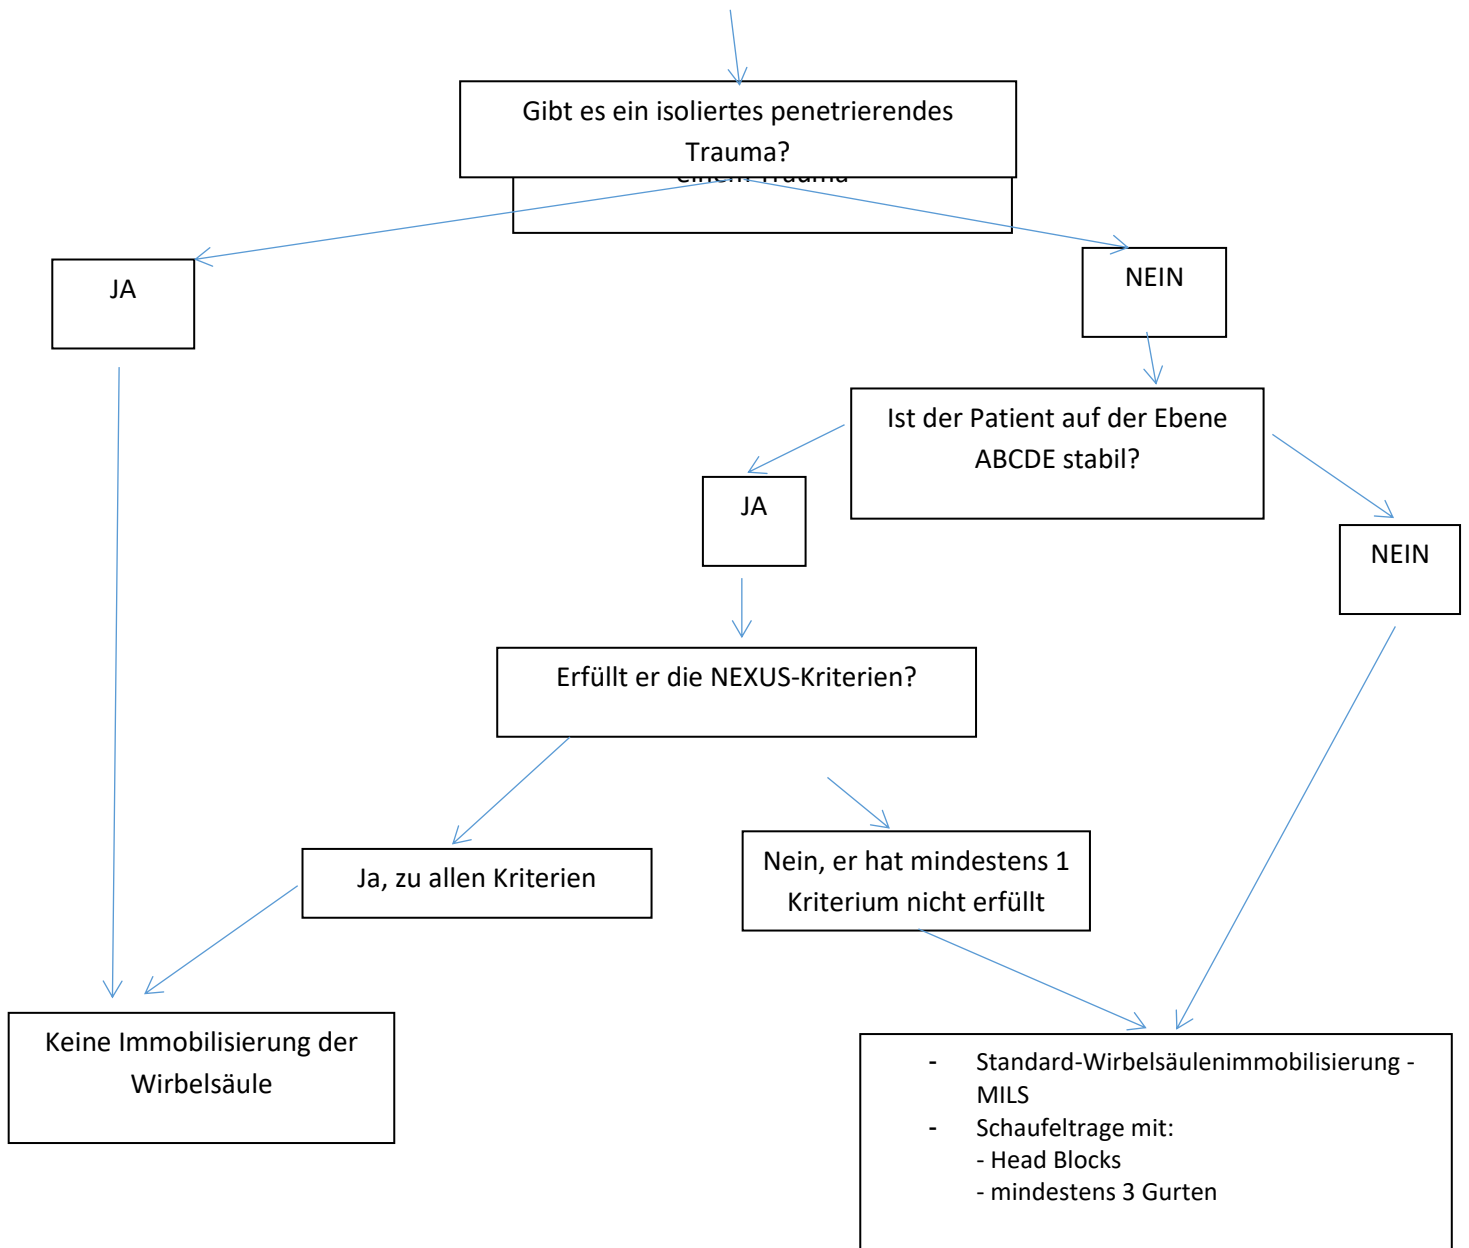 Gibt es ein isoliertes penetrierendes
Trauma?
JA
NEIN
Ist der Patient auf der Ebene
ABCDE stabil?
JA
NEIN
Erfüllt er die NEXUS-Kriterien?
Ja, zu allen Kriterien
Nein, er hat mindestens 1
Kriterium nicht erfüllt
Keine Immobilisierung der
Wirbelsäule
- Standard-Wirbelsäulenimmobilisierung -
MILS
- Schaufeltrage mit:
- Head Blocks
- mindestens 3 Gurten